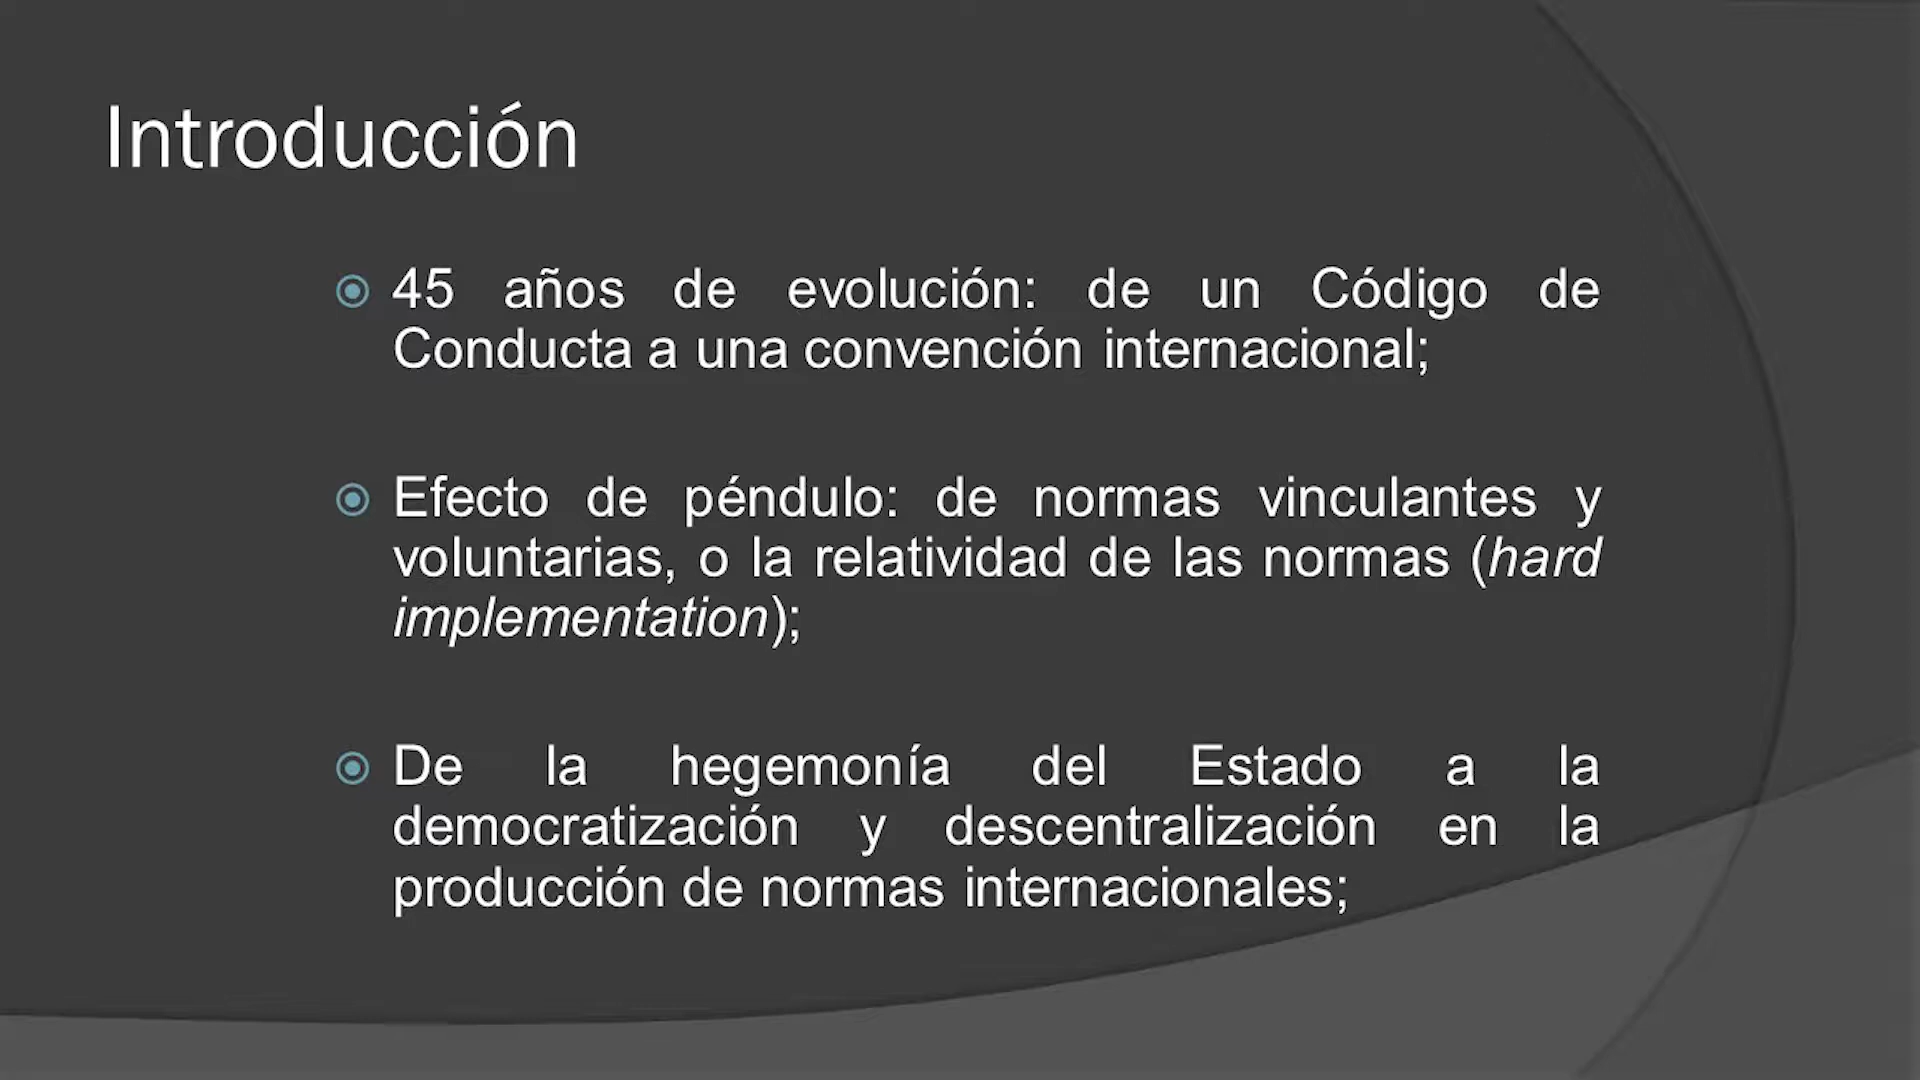 Introducción
45 años de evolución: de un Código de
Conducta a una convención internacional;
Efecto de péndulo: de normas vinculantes y
voluntarias, o la relatividad de las normas (hard
implementation);
De la hegemonía del Estado a la
democratización y descentralización en la
producción de normas internacionales;